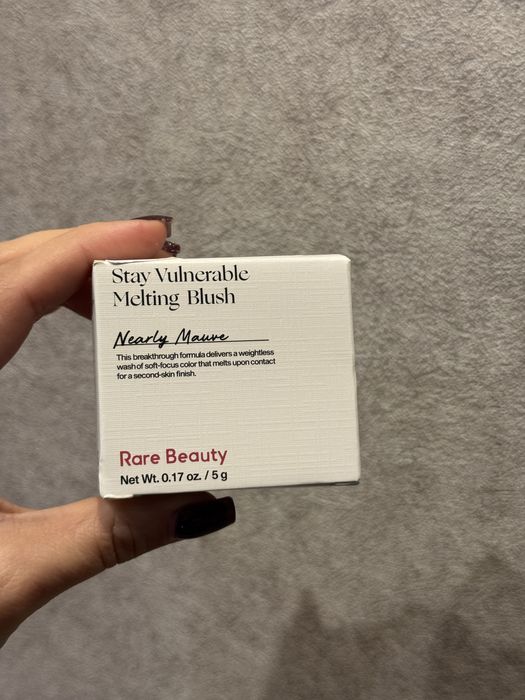 Stay Vulnerable
Melting Blush
Nearly Mauve
This breakthrough formula delivers a weightless
wash of soft-focus color that melts upon contact
for a second-skin finish.
Rare Beauty
Net Wt. 0.17 oz. / 5 g